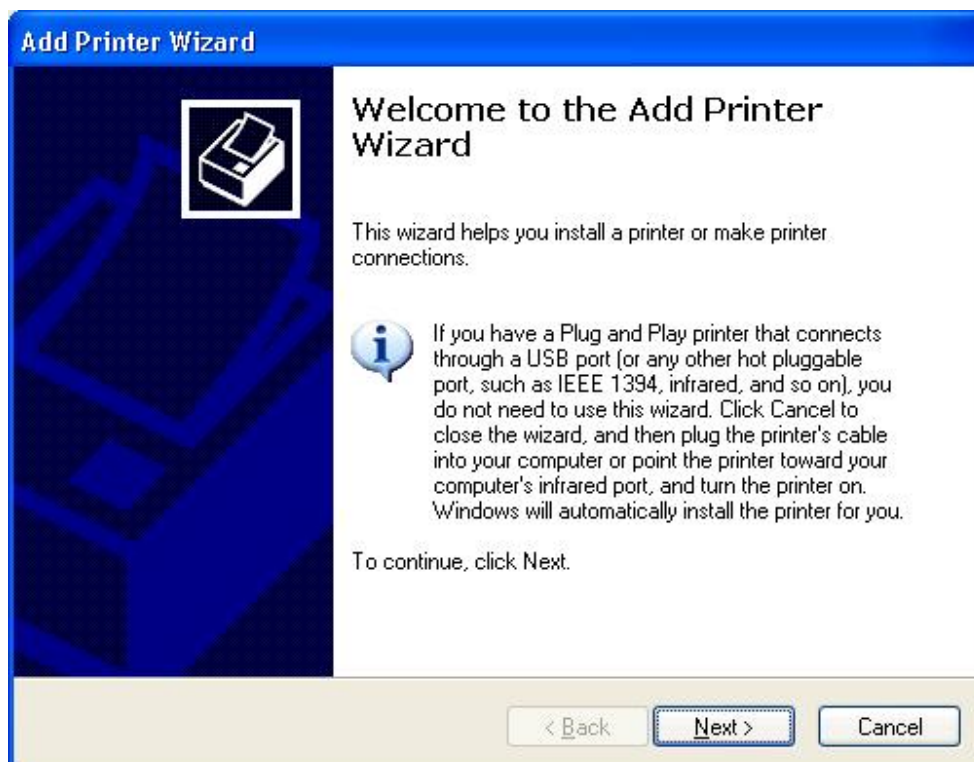 Add Printer Wizard
Welcome to the Add Printer
Wizard
This wizard helps you install a printer or make printer
connections.
If you have a Plug and Play printer that connects
through a USB port (or any other hot pluggable
port, such as IEEE 1394, infrared, and so on), you
do not need to use this wizard. Click Cancel to
close the wizard, and then plug the printer's cable
into your computer or point the printer toward your
computer's infrared port, and turn the printer on.
Windows will automatically install the printer for you.
To continue, click Next.
< Back Next > Cancel